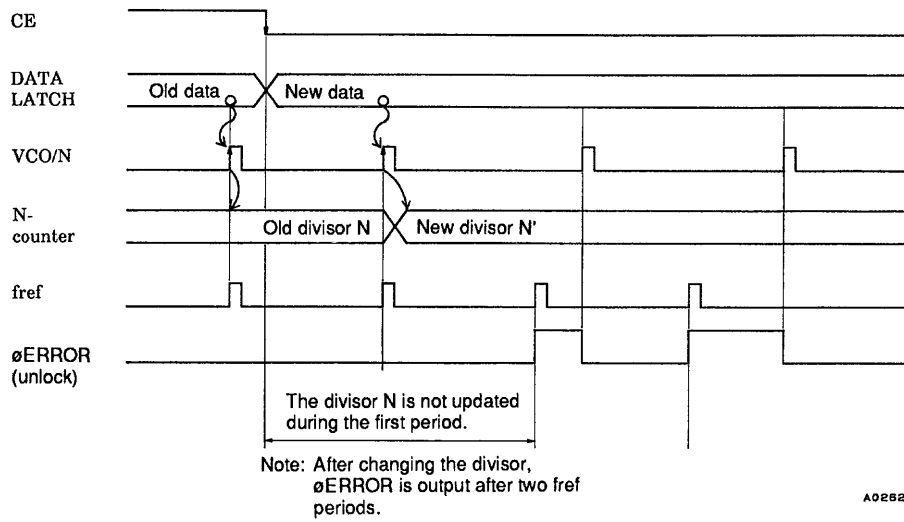 CE
DATA
LATCH
Old data
New data
VCO/N
N-
counter
Old divisor N
New divisor N'
fref
øERROR
(unlock)
The divisor N is not updated
during the first period.
Note: After changing the divisor,
øERROR is output after two fref
periods.
A0262